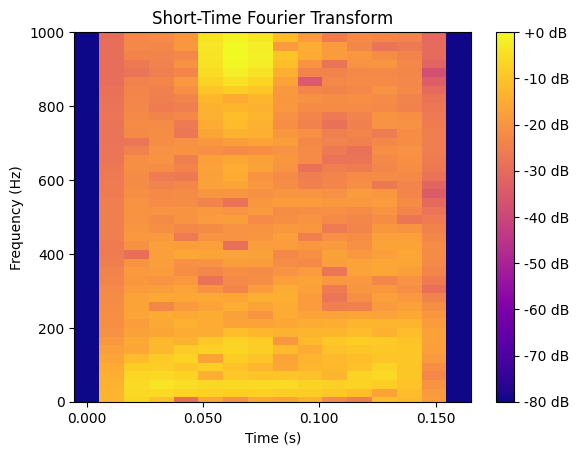 Short-Time Fourier Transform
1000
800
600
400
200
0
Frequency (Hz)
0.000
0.050
0.100
0.150
Time (s)
+0 dB
-10 dB
-20 dB
-30 dB
-40 dB
-50 dB
-60 dB
-70 dB
-80 dB